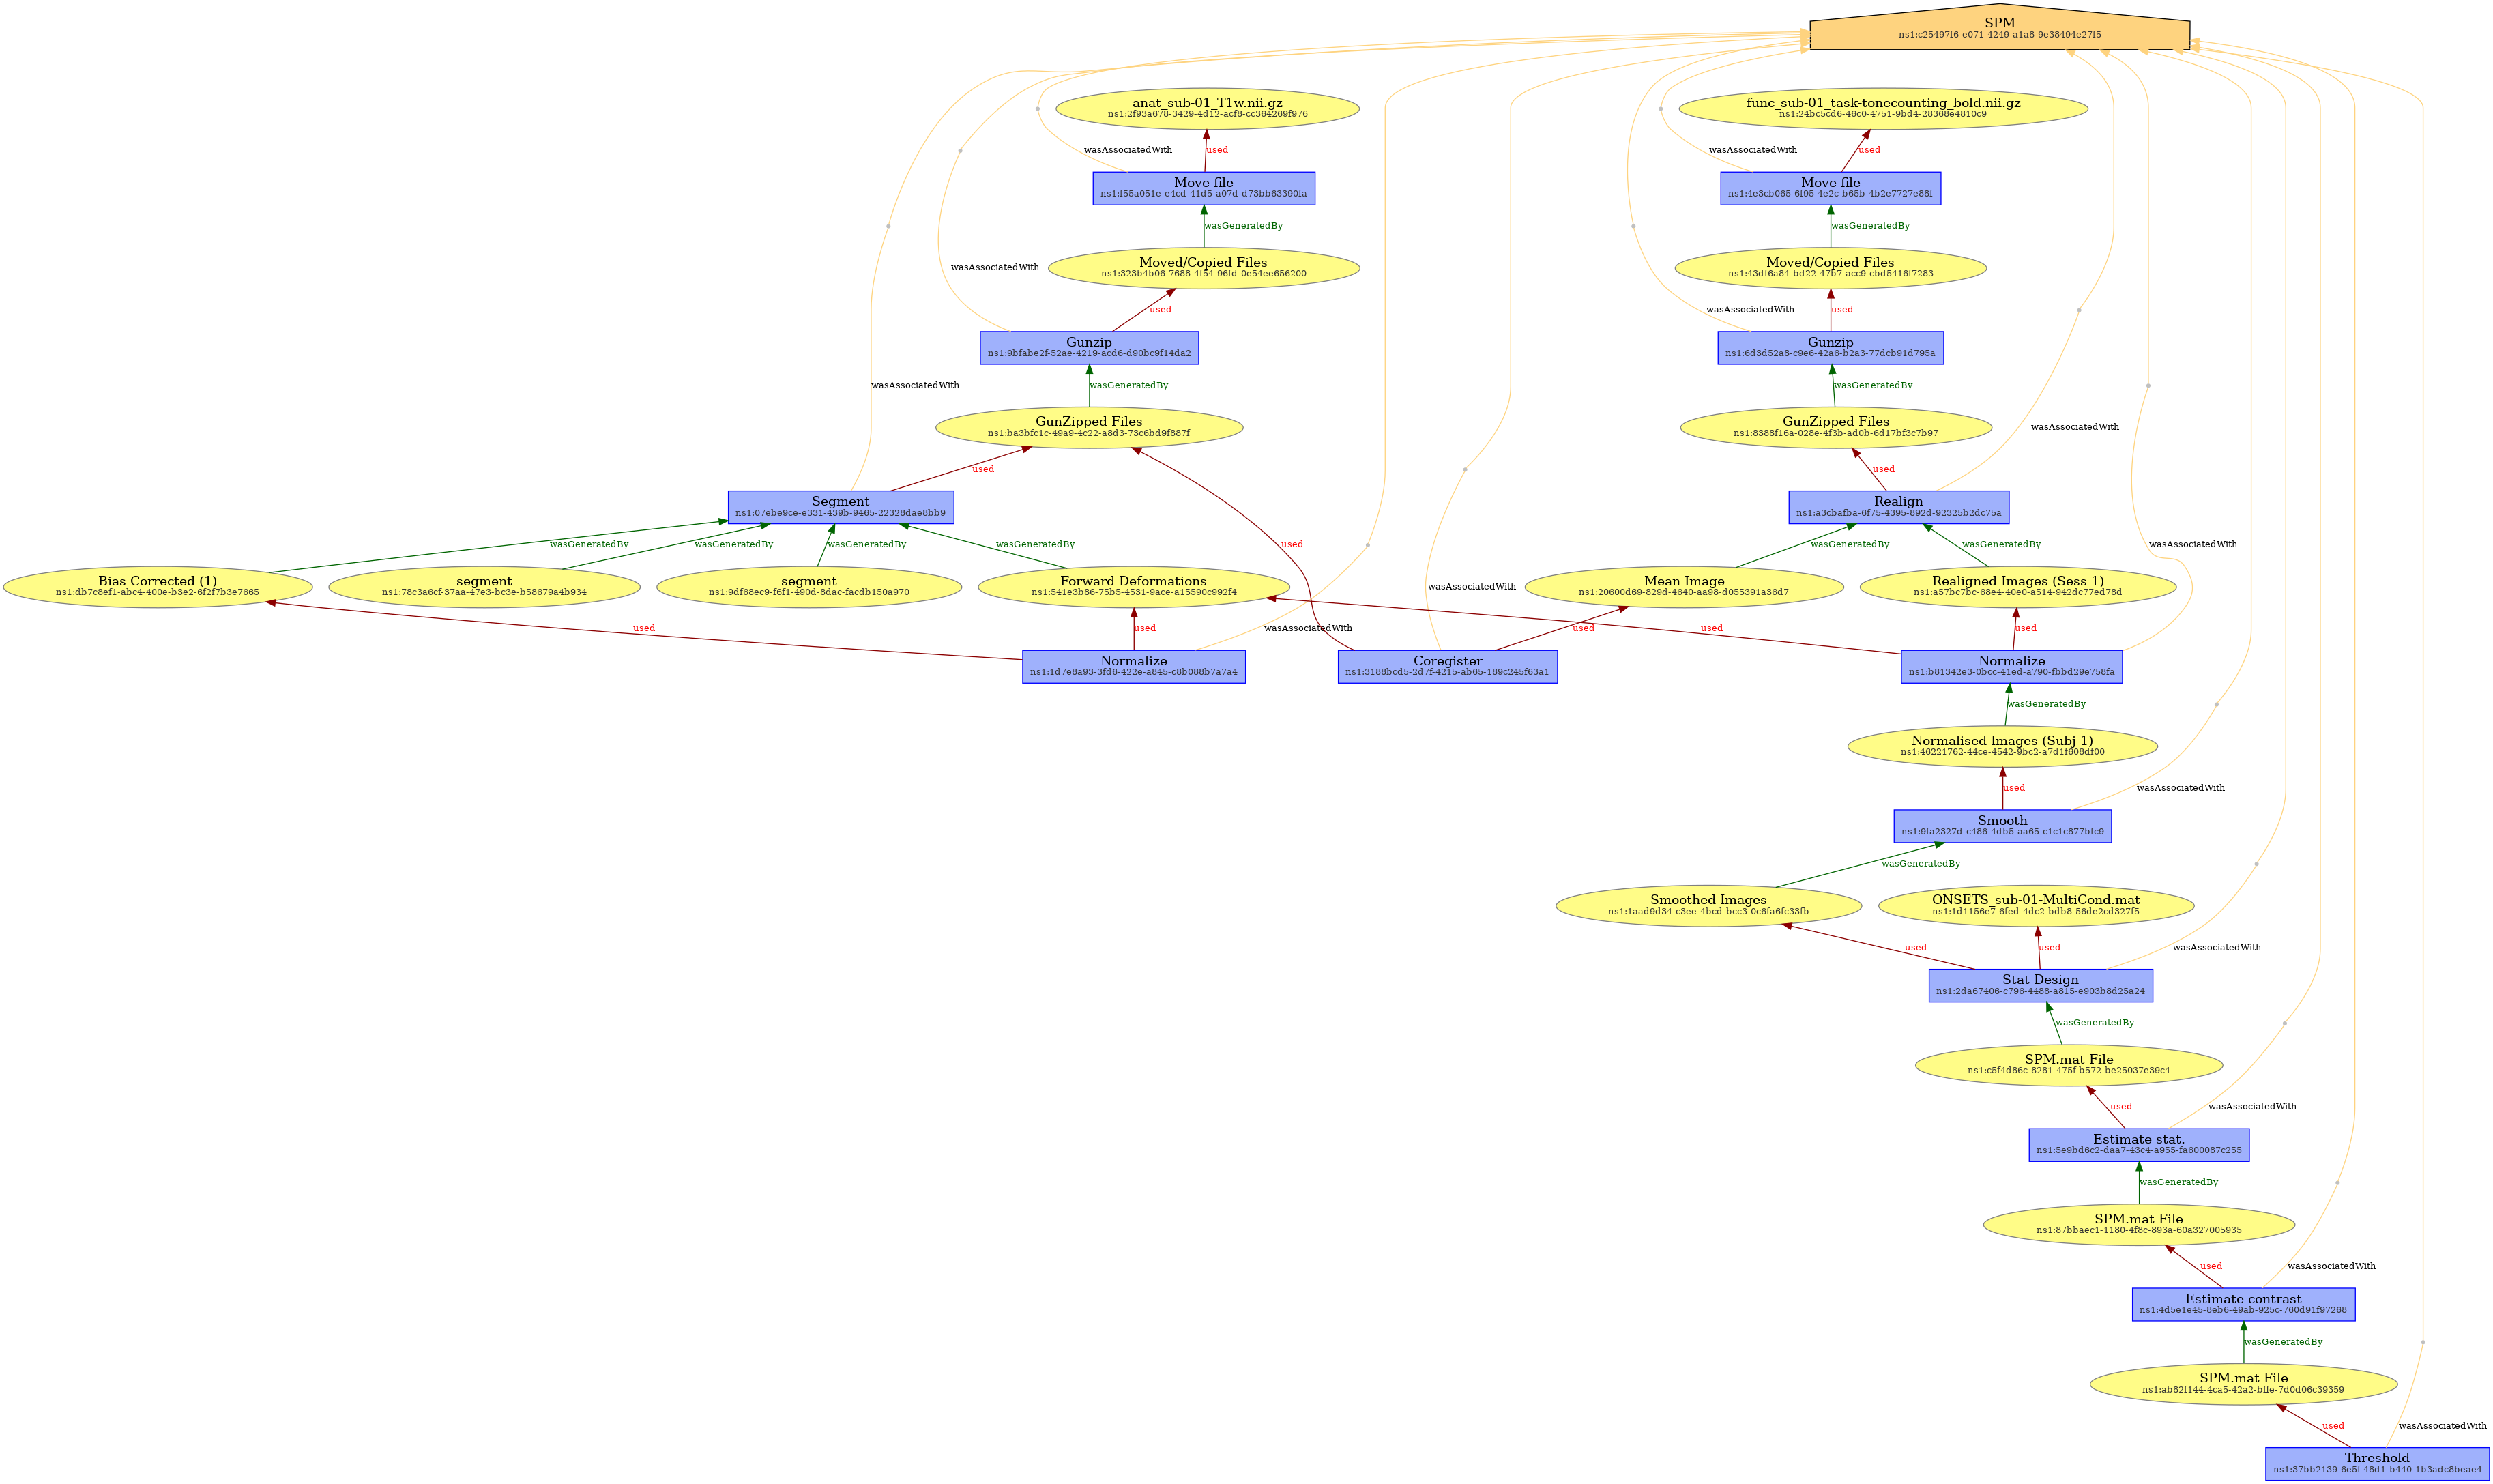 SPM
ns1:c25497f6-e071-4249-a1a8-9e38494e27f5
anat_sub-01_T1w.nii.gz
ns1:2f93a678-3429-4d12-acf8-cc364269f976
func_sub-01_task-tonecounting_bold.nii.gz
ns1:24bc5cd6-46c0-4751-9bd4-28368e4810c9
wasAssociatedWith
used
wasAssociatedWith
used
Move file
ns1:f55a051e-e4cd-41d5-a07d-d73bb63390fa
Move file
ns1:4e3cb065-6f95-4e2c-b65b-4b2e7727e88f
wasGeneratedBy
wasGeneratedBy
Moved/Copied Files
ns1:323b4b06-7688-4f54-96fd-0e54ee656200
Moved/Copied Files
ns1:43df6a84-bd22-47b7-acc9-cbd5416f7283
wasAssociatedWith
used
wasAssociatedWith
used
Gunzip
ns1:9bfabe2f-52ae-4219-acd6-d90bc9f14da2
Gunzip
ns1:6d3d52a8-c9e6-42a6-b2a3-77dcb91d795a
wasAssociatedWith
wasGeneratedBy
wasGeneratedBy
GunZipped Files
ns1:ba3bfc1c-49a9-4c22-a8d3-73c6bd9f887f
GunZipped Files
ns1:8388f16a-028e-4f3b-ad0b-6d17bf3c7b97
wasAssociatedWith
used
used
Segment
ns1:07ebe9ce-e331-439b-9465-22328dae8bb9
Realign
ns1:a3cbafba-6f75-4395-892d-92325b2dc75a
wasGeneratedBy
wasGeneratedBy
wasGeneratedBy
wasGeneratedBy
used
wasGeneratedBy
wasGeneratedBy
wasAssociatedWith
Bias Corrected (1)
ns1:db7c8ef1-abc4-400e-b3e2-6f2f7b3e7665
segment
ns1:78c3a6cf-37aa-47e3-bc3e-b58679a4b934
segment
ns1:9df68ec9-f6f1-490d-8dac-facdb150a970
Forward Deformations
ns1:541e3b86-75b5-4531-9ace-a15590c992f4
wasAssociatedWith
Mean Image
ns1:20600d69-829d-4640-aa98-d055391a36d7
Realigned Images (Sess 1)
ns1:a57bc7bc-68e4-40e0-a514-942dc77ed78d
used
used
wasAssociatedWith
used
used
used
Normalize
ns1:1d7e8a93-3fd6-422e-a845-c8b088b7a7a4
Coregister
ns1:3188bcd5-2d7f-4215-ab65-189c245f63a1
Normalize
ns1:b81342e3-0bcc-41ed-a790-fbbd29e758fa
wasGeneratedBy
Normalised Images (Subj 1)
ns1:46221762-44ce-4542-9bc2-a7d1f608df00
used
wasAssociatedWith
Smooth
ns1:9fa2327d-c486-4db5-aa65-c1c1c877bfc9
wasGeneratedBy
Smoothed Images
ns1:1aad9d34-c3ee-4bcd-bcc3-0c6fa6fc33fb
ONSETS_sub-01-MultiCond.mat
ns1:1d1156e7-6fed-4dc2-bdb8-56de2cd327f5
used
used
wasAssociatedWith
Stat Design
ns1:2da67406-c796-4488-a815-e903b8d25a24
wasGeneratedBy
SPM.mat File
ns1:c5f4d86c-8281-475f-b572-be25037e39c4
used
wasAssociatedWith
Estimate stat.
ns1:5e9bd6c2-daa7-43c4-a955-fa600087c255
wasGeneratedBy
SPM.mat File
ns1:87bbaec1-1180-4f8c-893a-60a327005935
used
wasAssociatedWith
Estimate contrast
ns1:4d5e1e45-8eb6-49ab-925c-760d91f97268
wasGeneratedBy
SPM.mat File
ns1:ab82f144-4ca5-42a2-bffe-7d0d06c39359
used
wasAssociatedWith
Threshold
ns1:37bb2139-6e5f-48d1-b440-1b3adc8beae4